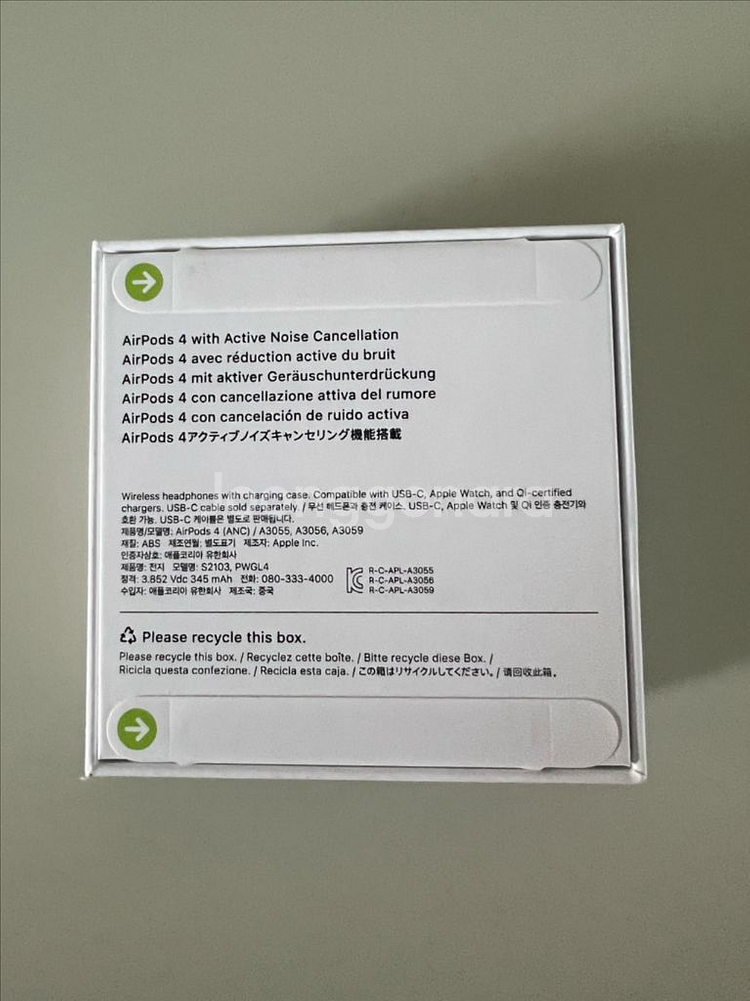 AirPods 4 with Active Noise Cancellation
AirPods 4 avec réduction active du bruit
AirPods 4 mit aktiver Geräuschunterdrückung
AirPods 4 con cancellazione attiva del rumore
AirPods 4 con cancelación de ruido activa
AirPods 4アクティブノイズキャンセリング機能搭載
Wireless headphones with charging case. Compatible with USB-C, Apple Watch, and Qi-certified
chargers. USB-C cable sold separately. / 무선 헤드폰과 충전 케이스. USB-C, Apple Watch 및 Qi 인증 충전기와
호환 가능. USB-C 케이블은 별도로 판매됩니다.
제품명/모델명: AirPods 4 (ANC) / A3055, A3056, A3059
재질: ABS 제조연월: 별도표기 제조자: Apple Inc.
인증자상호: 애플코리아 유한회사
제품명: 전지 모델명: S2103, PWGL4
정격: 3.852 Vdc 345 mAh 전화: 080-333-4000
수입자: 애플코리아 유한회사 제조국: 중국
R-C-APL-A3055
R-C-APL-A3056
R-C-APL-A3059
Please recycle this box.
Please recycle this box. / Recyclez cette boîte. / Bitte recycle diese Box. /
Ricicla questa confezione. / Recicla esta caja. / この箱はリサイクルしてください。/ 请回收此箱。